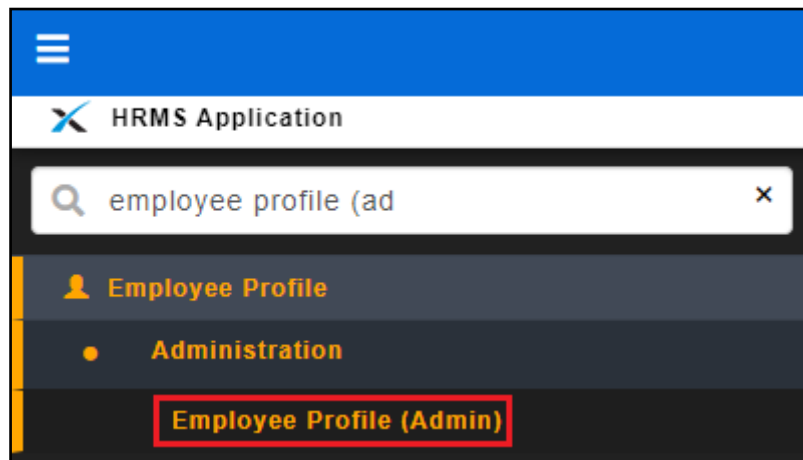 HRMS Application
employee profile (ad
Employee Profile
Administration
Employee Profile (Admin)